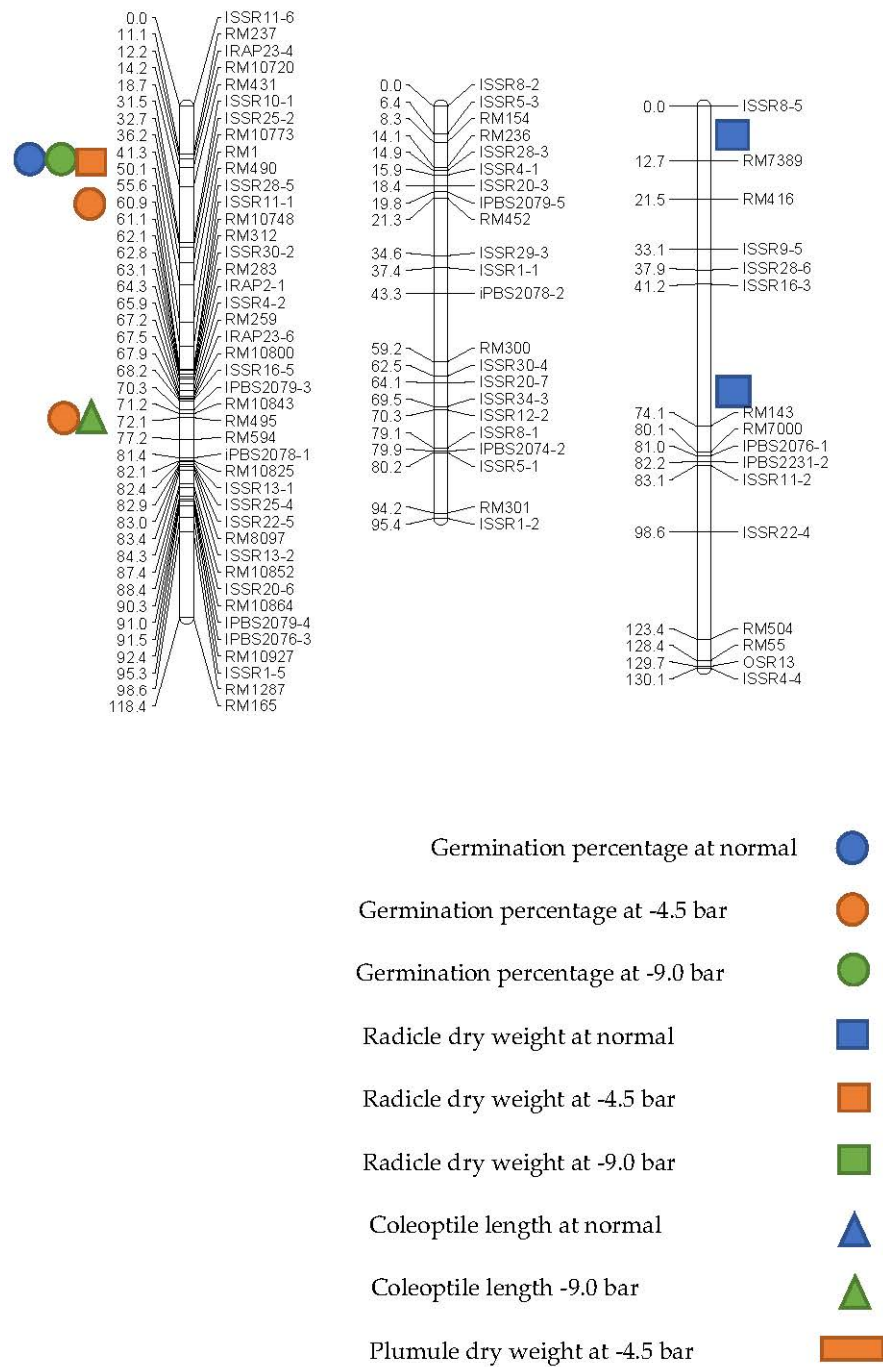 0.0 ISSR11-6
11.1 RM237
12.2 IRAP23-4
14.2 RM10720
18.7 RM431
31.5 ISSR10-1
32.7 ISSR25-2
36.2 RM10773
41.3 RM1
50.1 RM490
55.6 ISSR28-5
60.9 ISSR11-1
61.1 RM10748
62.1 RM312
62.8 ISSR30-2
63.1 RM283
64.3 IRAP2-1
65.9 ISSR4-2
67.2 RM259
67.5 IRAP23-6
67.9 RM10800
68.2 ISSR16-5
70.3 IPBS2079-3
71.2 RM10843
72.1 RM495
77.2 RM594
81.4 iPBS2078-1
82.1 RM10825
82.4 ISSR13-1
82.9 ISSR25-4
83.0 ISSR22-5
83.4 RM8097
84.3 ISSR13-2
87.4 RM10852
88.4 ISSR20-6
90.3 RM10864
91.0 IPBS2079-4
91.5 IPBS2076-3
92.4 RM10927
95.3 ISSR1-5
98.6 RM1287
118.4 RM165
0.0 ISSR8-2
6.4 ISSR5-3
8.3 RM154
14.1 RM236
14.9 ISSR28-3
15.9 ISSR4-1
18.4 ISSR20-3
19.8 IPBS2079-5
21.3 RM452
34.6 ISSR29-3
37.4 ISSR1-1
43.3 iPBS2078-2
59.2 RM300
62.5 ISSR30-4
64.1 ISSR20-7
69.5 ISSR34-3
70.3 ISSR12-2
79.1 ISSR8-1
79.9 IPBS2074-2
80.2 ISSR5-1
94.2 RM301
95.4 ISSR1-2
0.0 ISSR8-5
12.7 RM7389
21.5 RM416
33.1 ISSR9-5
37.9 ISSR28-6
41.2 ISSR16-3
74.1 RM143
80.1 RM7000
81.0 IPBS2076-1
82.2 IPBS2231-2
83.1 ISSR11-2
98.6 ISSR22-4
123.4 RM504
128.4 RM55
129.7 OSR13
130.1 ISSR4-4
Germination percentage at normal
Germination percentage at -4.5 bar
Germination percentage at -9.0 bar
Radicle dry weight at normal
Radicle dry weight at -4.5 bar
Radicle dry weight at -9.0 bar
Coleoptile length at normal
Coleoptile length -9.0 bar
Plumule dry weight at -4.5 bar